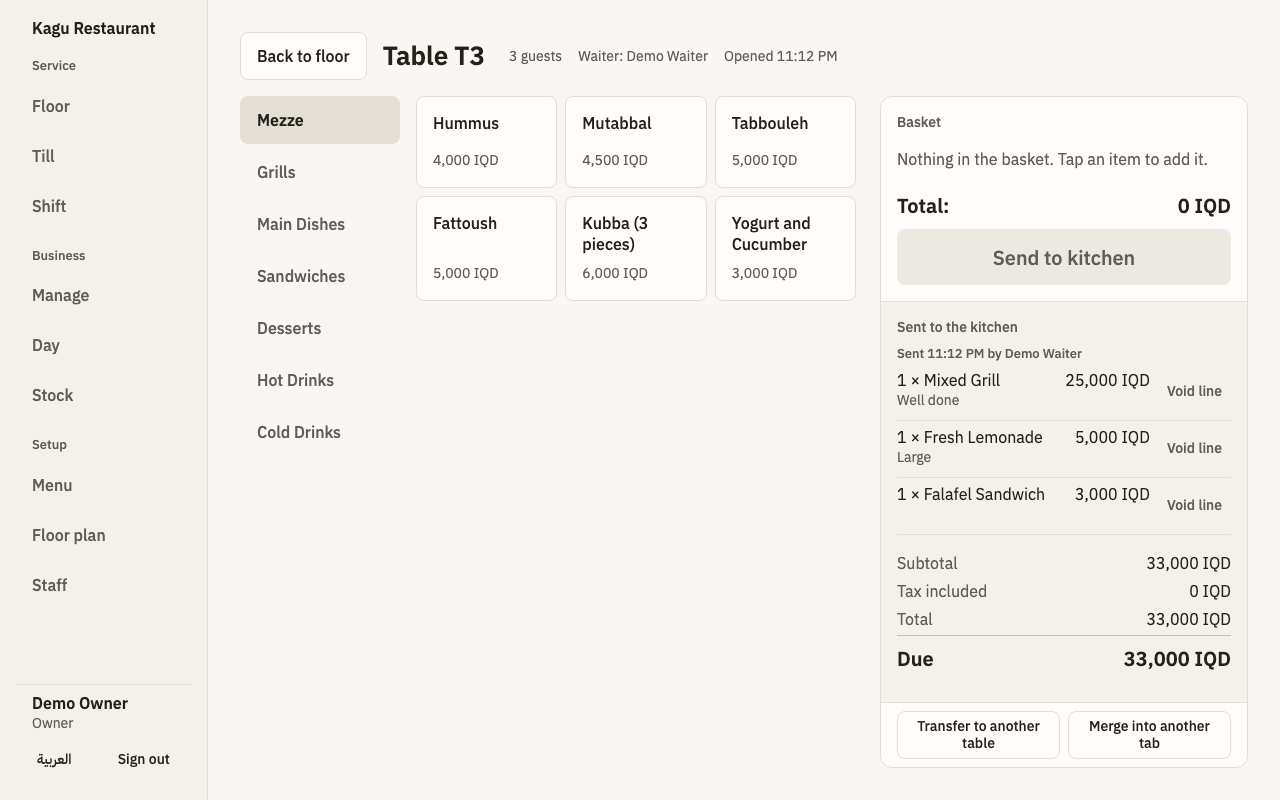 Kagu Restaurant
Service
Floor
Till
Shift
Business
Manage
Day
Stock
Setup
Menu
Floor plan
Staff
Demo Owner
Owner
العربية
Sign out
Back to floor
Table T3
3 guests
Waiter: Demo Waiter
Opened 11:12 PM
Mezze
Grills
Main Dishes
Sandwiches
Desserts
Hot Drinks
Cold Drinks
Hummus
4,000 IQD
Mutabbal
4,500 IQD
Tabbouleh
5,000 IQD
Fattoush
5,000 IQD
Kubba (3
pieces)
6,000 IQD
Yogurt and
Cucumber
3,000 IQD
Basket
Nothing in the basket. Tap an item to add it.
Total: 0 IQD
Send to kitchen
Sent to the kitchen
Sent 11:12 PM by Demo Waiter
1 × Mixed Grill 25,000 IQD
Well done
Void line
1 × Fresh Lemonade 5,000 IQD
Large
Void line
1 × Falafel Sandwich 3,000 IQD
Void line
Subtotal 33,000 IQD
Tax included 0 IQD
Total 33,000 IQD
Due 33,000 IQD
Transfer to another
table
Merge into another
tab